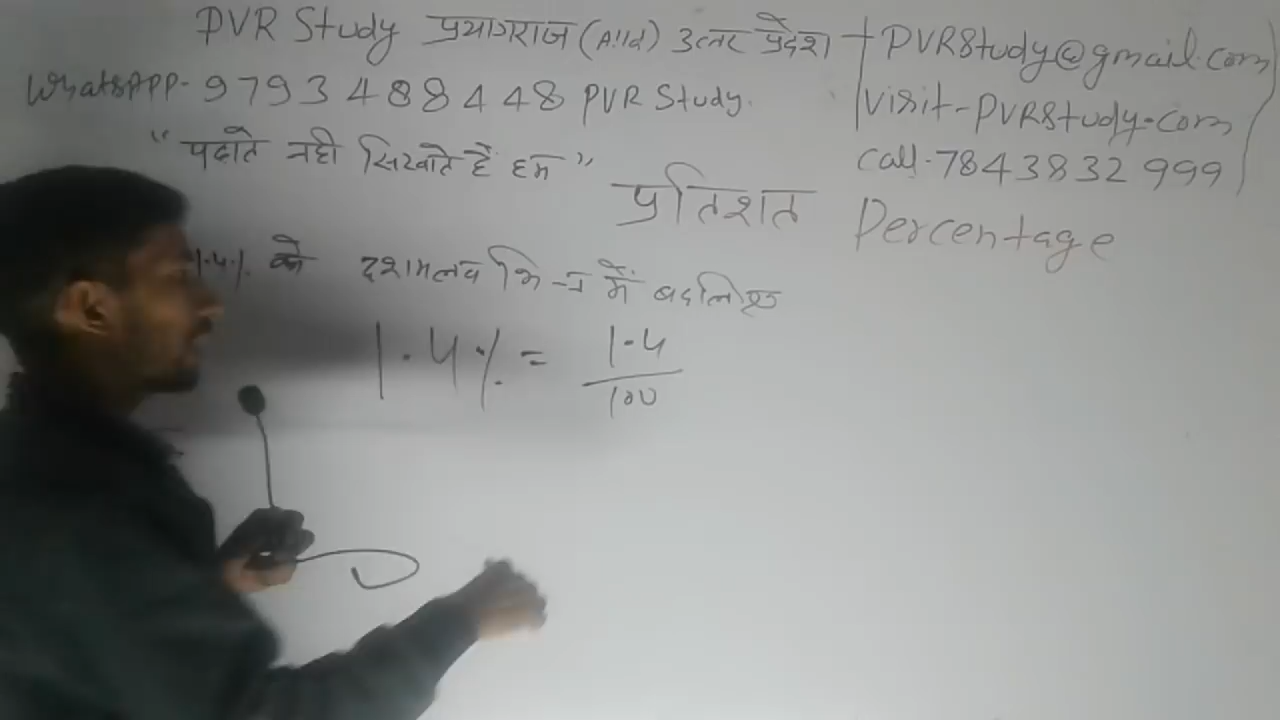 PVR Study प्रयागराज (Alld) उत्तर प्रदेश
WhatsAPP- 9793488448 PVR Study.
"पढाते नही सिखाते हैं हम"
PVRStudy@gmail.com
Visit-PVRStudy.com
Call-7843832999
प्रतिशत Percentage
1.4% को दशमलव भिन्न में बदलिए
1.4% = 1.4
100